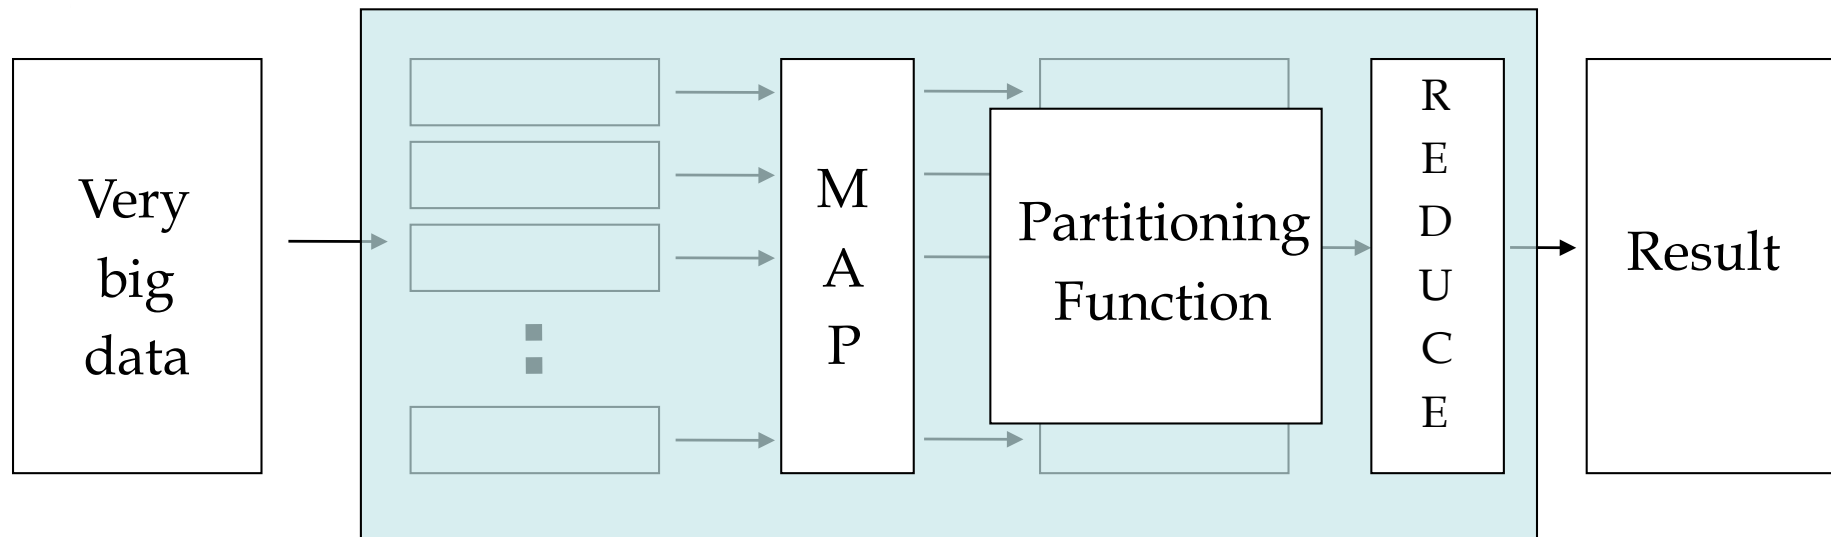 Very
big
data
M
A
P
Partitioning
Function
R
E
D
U
C
E
Result